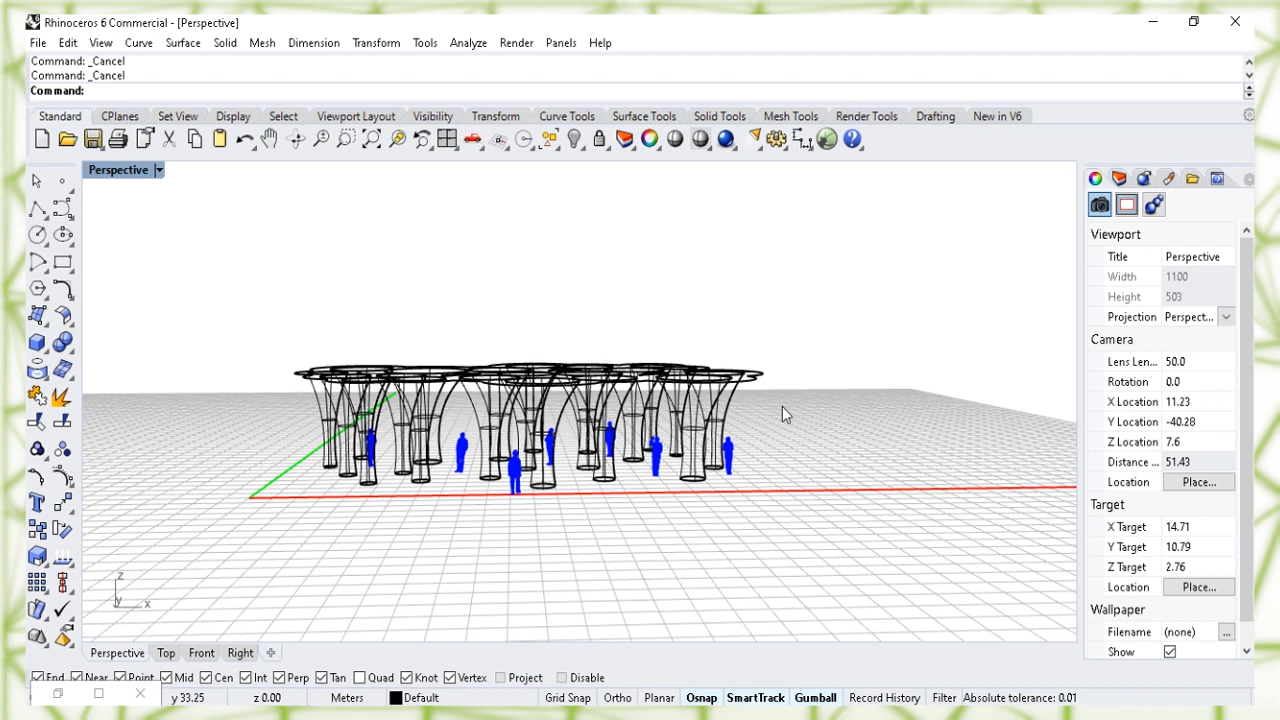 Rhinoceros 6 Commercial - [Perspective]
File Edit View Curve Surface Solid Mesh Dimension Transform Tools Analyze Render Panels Help
Command: _Cancel
Command: _Cancel
Command:
Standard CPlanes Set View Display Select Viewport Layout Visibility Transform Curve Tools Surface Tools Solid Tools Mesh Tools Render Tools Drafting New in V6
Perspective
Viewport
Title Perspective
Width 1100
Height 503
Projection Perspect...
Camera
Lens Len... 50.0
Rotation 0.0
X Location 11.23
Y Location -40.28
Z Location 7.6
Distance ... 51.43
Location Place...
Target
X Target 14.71
Y Target 10.79
Z Target 2.76
Location Place...
Wallpaper
Filename (none) ...
Show
z
y x
Perspective Top Front Right
End Near Point Mid Cen Int Perp Tan Quad Knot Vertex Project Disable
y 33.25 z 0.00 Meters Default Grid Snap Ortho Planar Osnap SmartTrack Gumball Record History Filter Absolute tolerance: 0.01